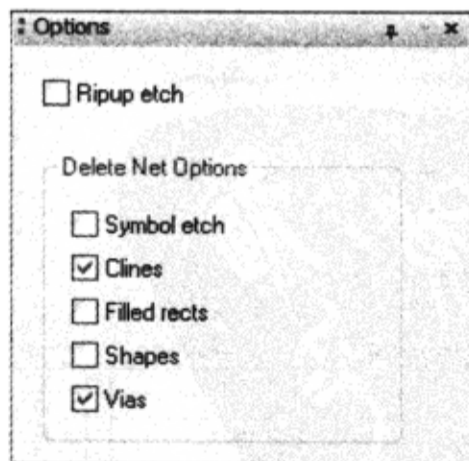 Options
Ripup etch
Delete Net Options
Symbol etch
Clines
Filled rects
Shapes
Vias